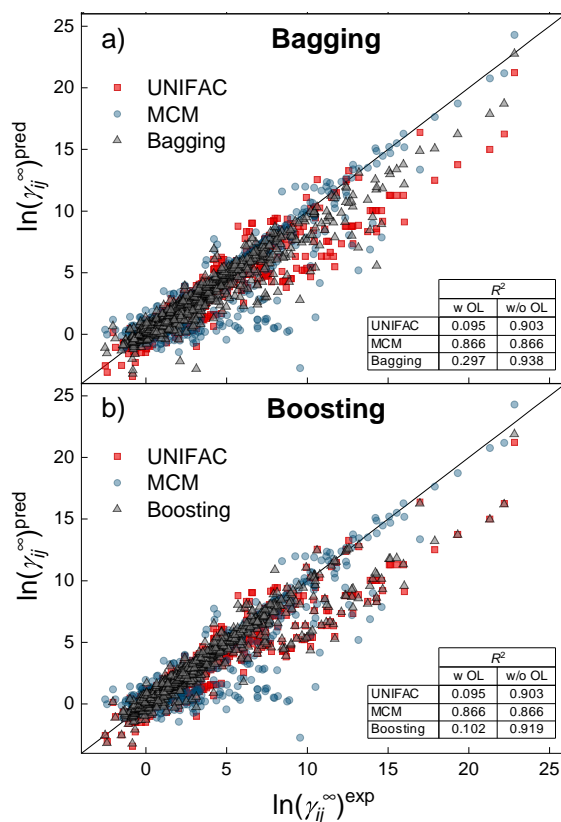 a) Bagging
UNIFAC
MCM
Bagging
ln(γij∞)pred
25
20
15
10
5
0
R2
w OL w/o OL
UNIFAC 0.095 0.903
MCM 0.866 0.866
Bagging 0.297 0.938
b) Boosting
UNIFAC
MCM
Boosting
ln(γij∞)pred
25
20
15
10
5
0
R2
w OL w/o OL
UNIFAC 0.095 0.903
MCM 0.866 0.866
Boosting 0.102 0.919
0 5 10 15 20 25
ln(γij∞)exp